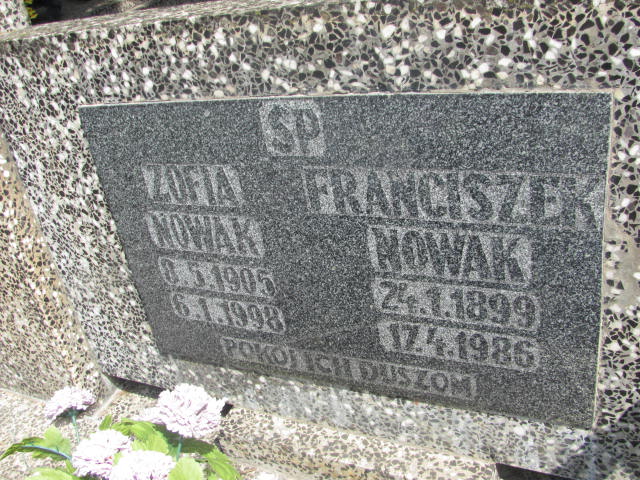 SP
ZOFIA
NOWAK
8.5.1905
6.1.1998
FRANCISZEK
NOWAK
24.1.1899
17.4.1986
POKÓJ ICH DUSZOM